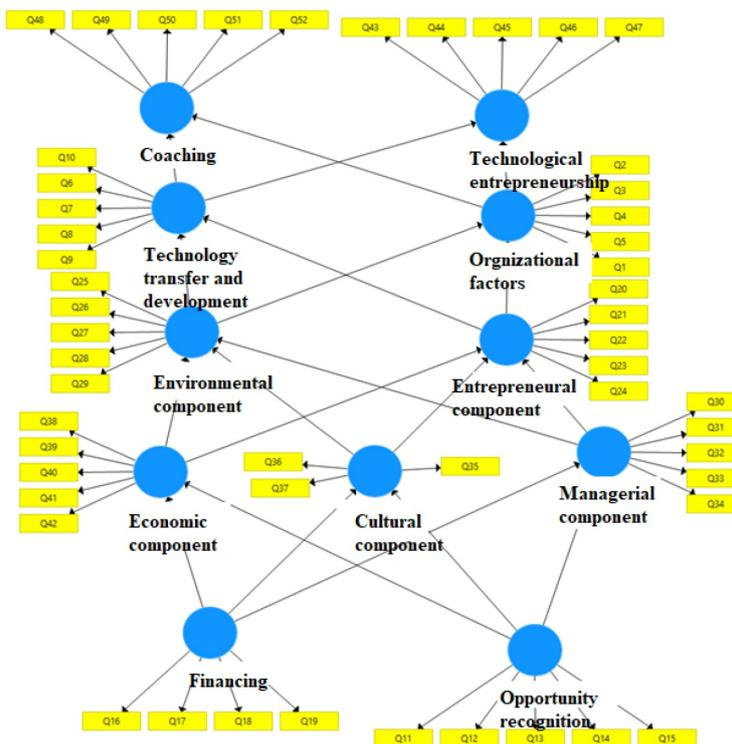 Q48 Q49 Q50 Q51 Q52
Q43 Q44 Q45 Q46 Q47
Coaching
Technological
entrepreneurship
Q10
Q6
Q7
Q8
Q9
Q2
Q3
Q4
Q5
Q1
Technology
transfer and
development
Orgnizational
factors
Q25
Q26
Q27
Q28
Q29
Q20
Q21
Q22
Q23
Q24
Environmental
component
Entrepreneural
component
Q38
Q39
Q40
Q41
Q42
Q36
Q37
Q35
Q30
Q31
Q32
Q33
Q34
Economic
component
Cultural
component
Managerial
component
Financing
Opportunity
recognition
Q16 Q17 Q18 Q19
Q11 Q12 Q13 Q14 Q15